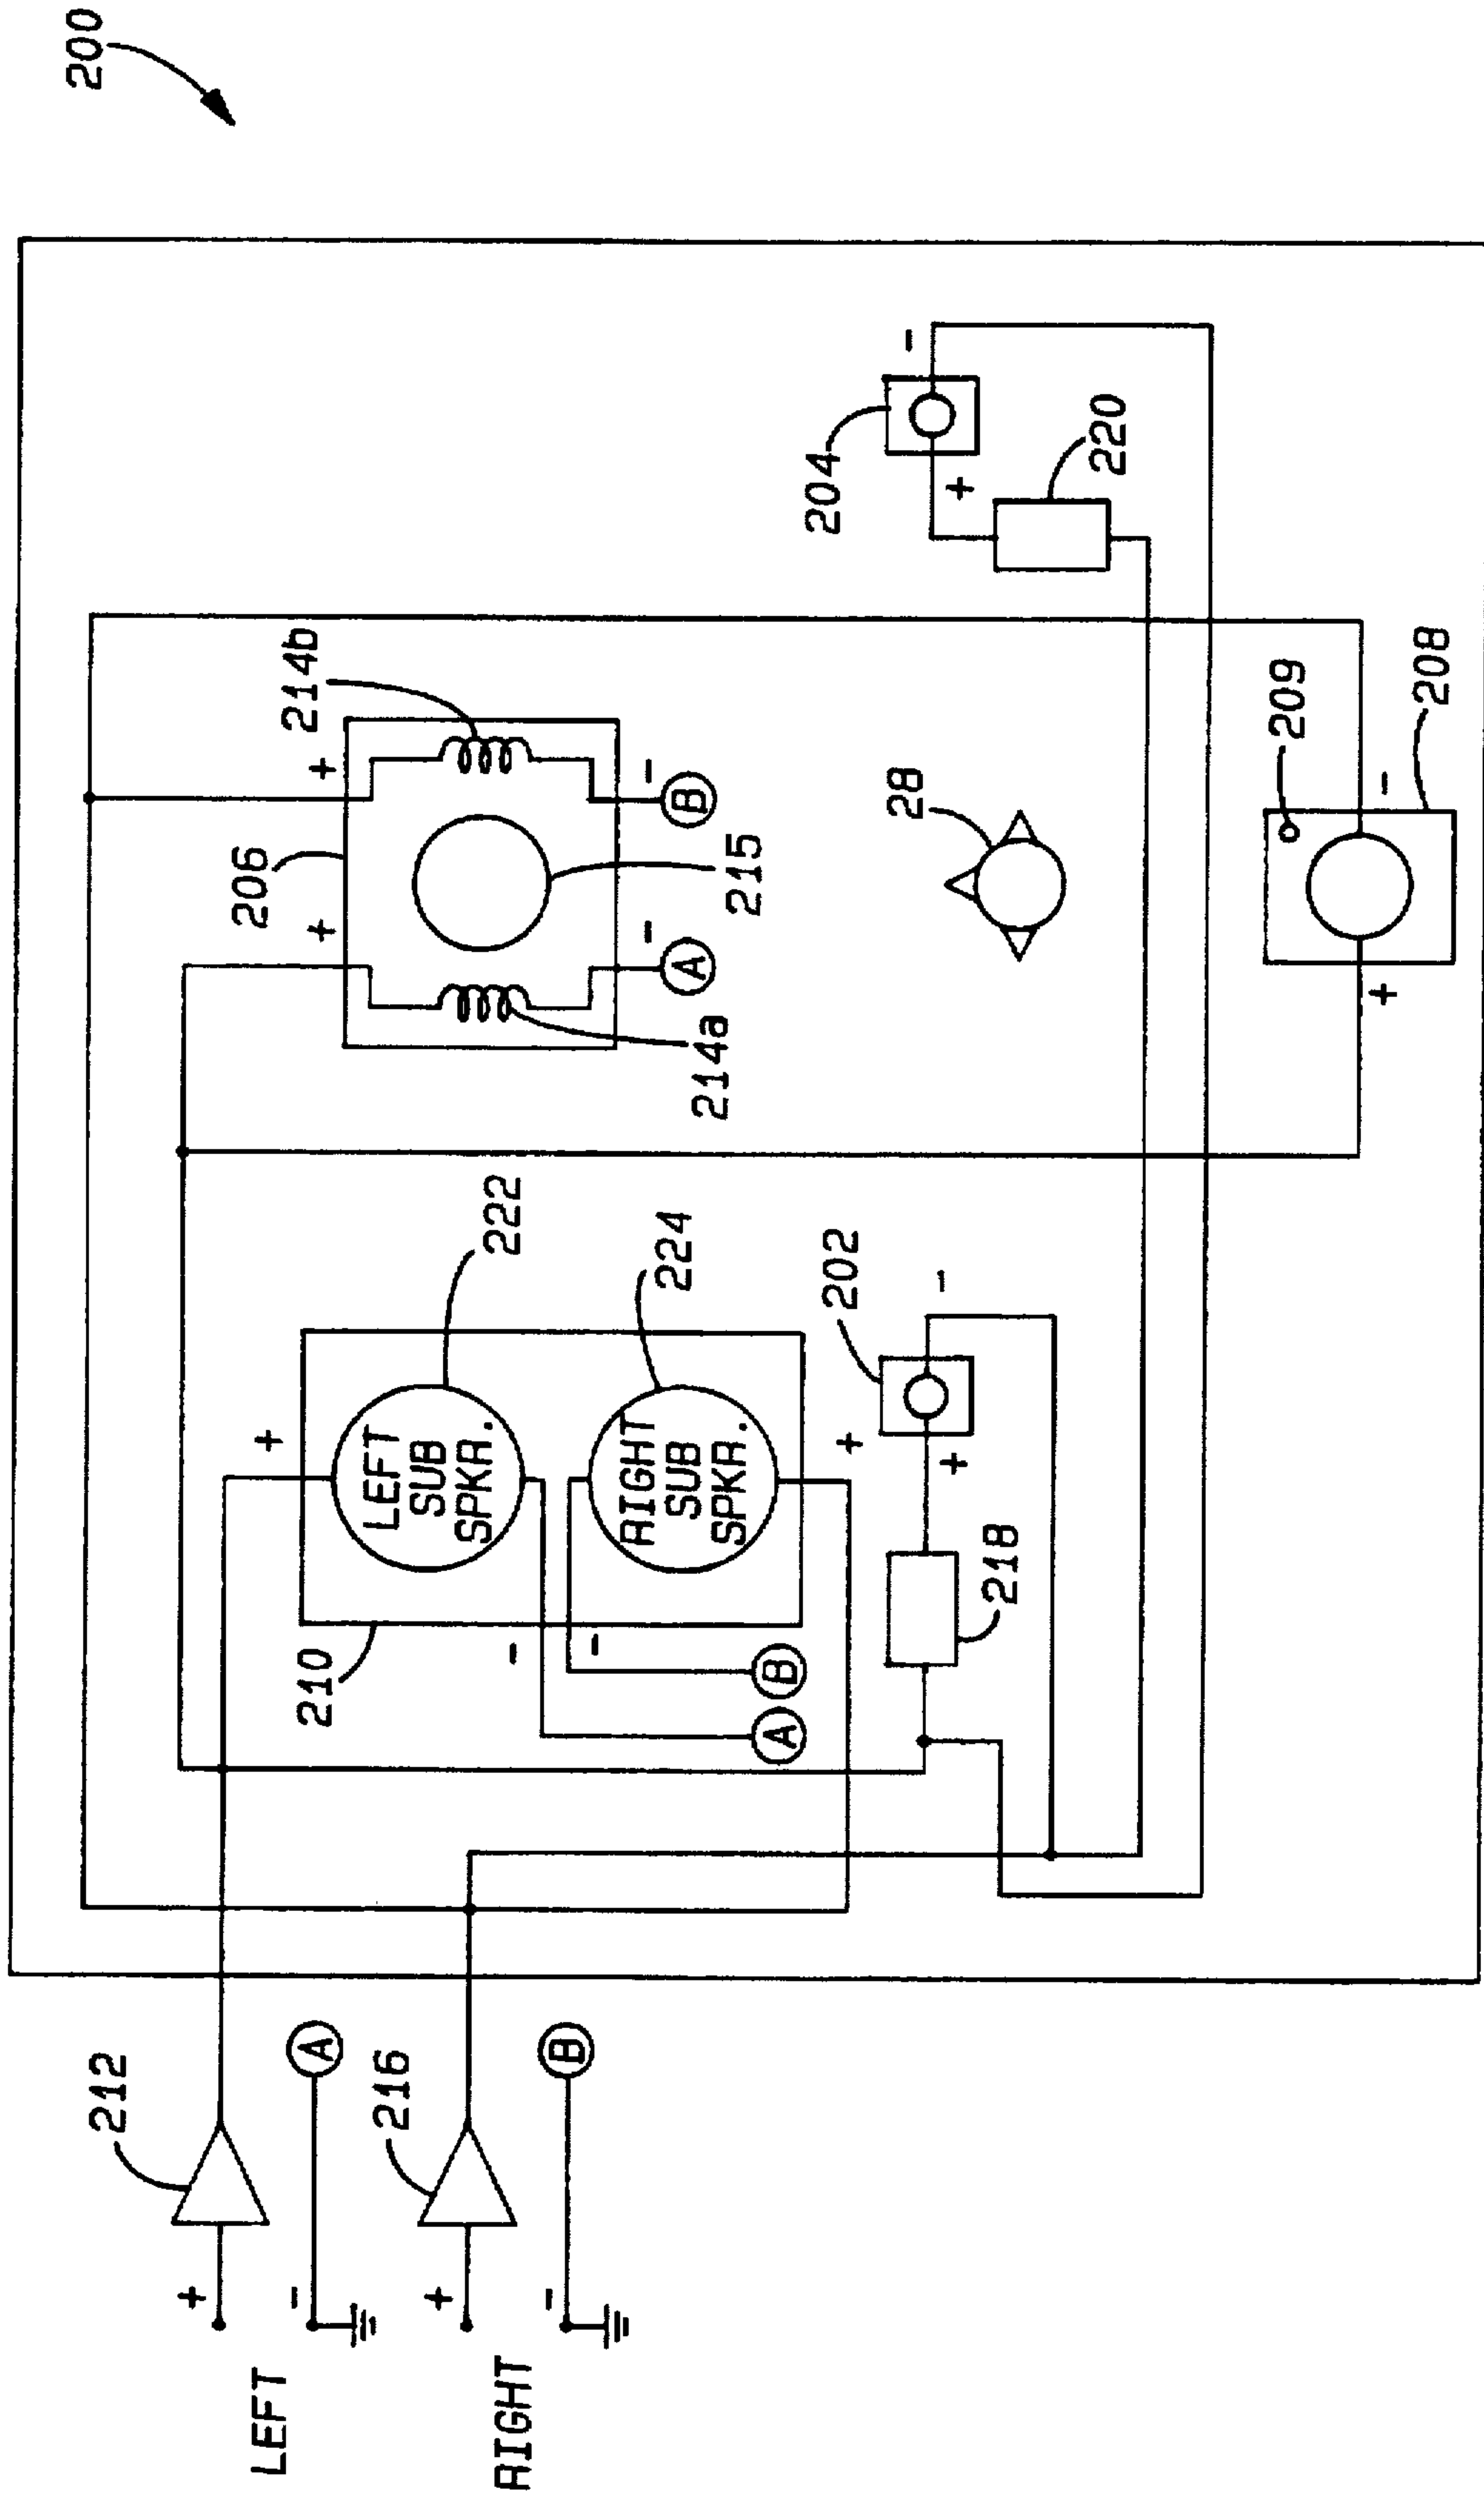 200
212
+
LEFT
-
A
216
+
RIGHT
-
B
210
+
LEFT
SUB
SPKR.
222
-
-
RIGHT
SUB
SPKR.
224
A
B
+
206
+
+
214b
214a
215
-
-
A
B
202
+
-
218
28
204
+
-
220
209
208
+
-